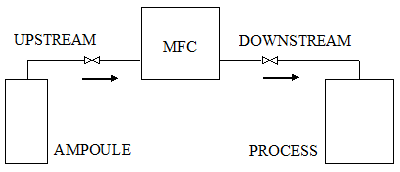 UPSTREAM
MFC
DOWNSTREAM
AMPOULE
PROCESS